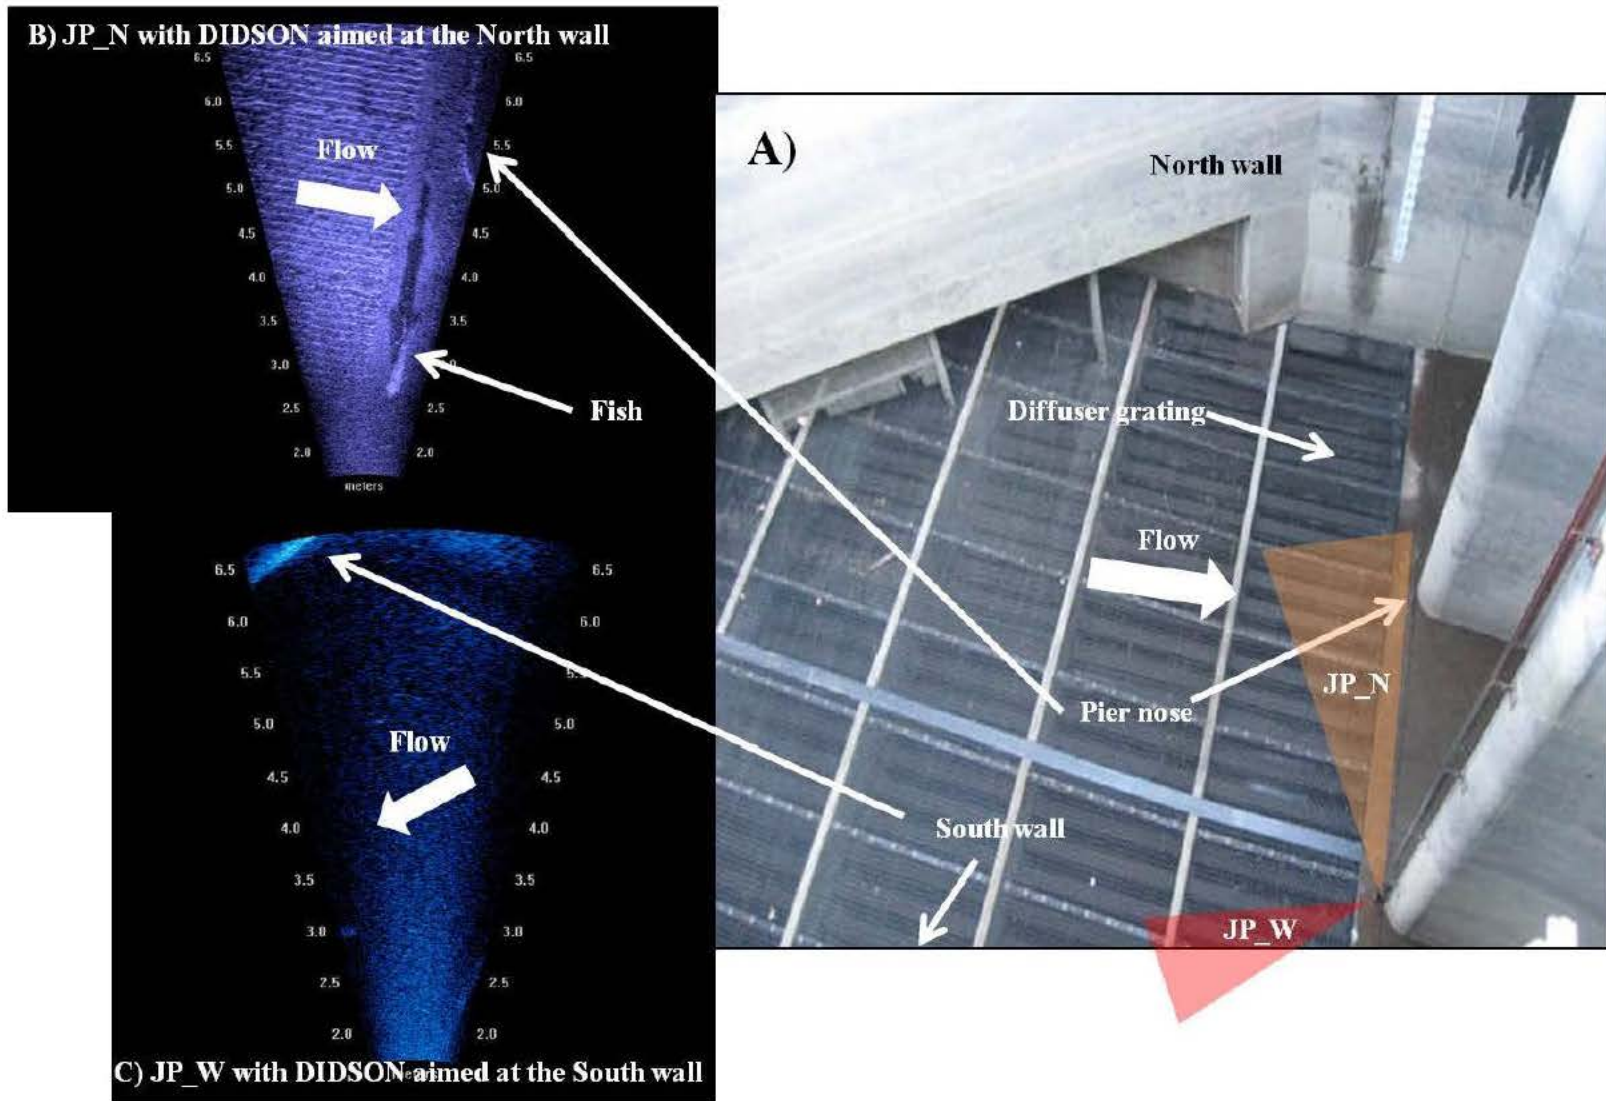 B) JP_N with DIDSON aimed at the North wall
6.5 6.5
6.0 6.0
5.5 5.5
5.0 5.0
4.5 4.5
4.0 4.0
3.5 3.5
3.0 3.0
2.5 2.5
2.0 2.0
meters
Flow
Fish
A)
North wall
Diffuser grating
Flow
JP_N
Pier nose
South wall
JP_W
6.5 6.5
6.0 6.0
5.5 5.5
5.0 5.0
4.5 4.5
4.0 4.0
3.5 3.5
3.0 3.0
2.5 2.5
2.0 2.0
Flow
C) JP_W with DIDSON aimed at the South wall